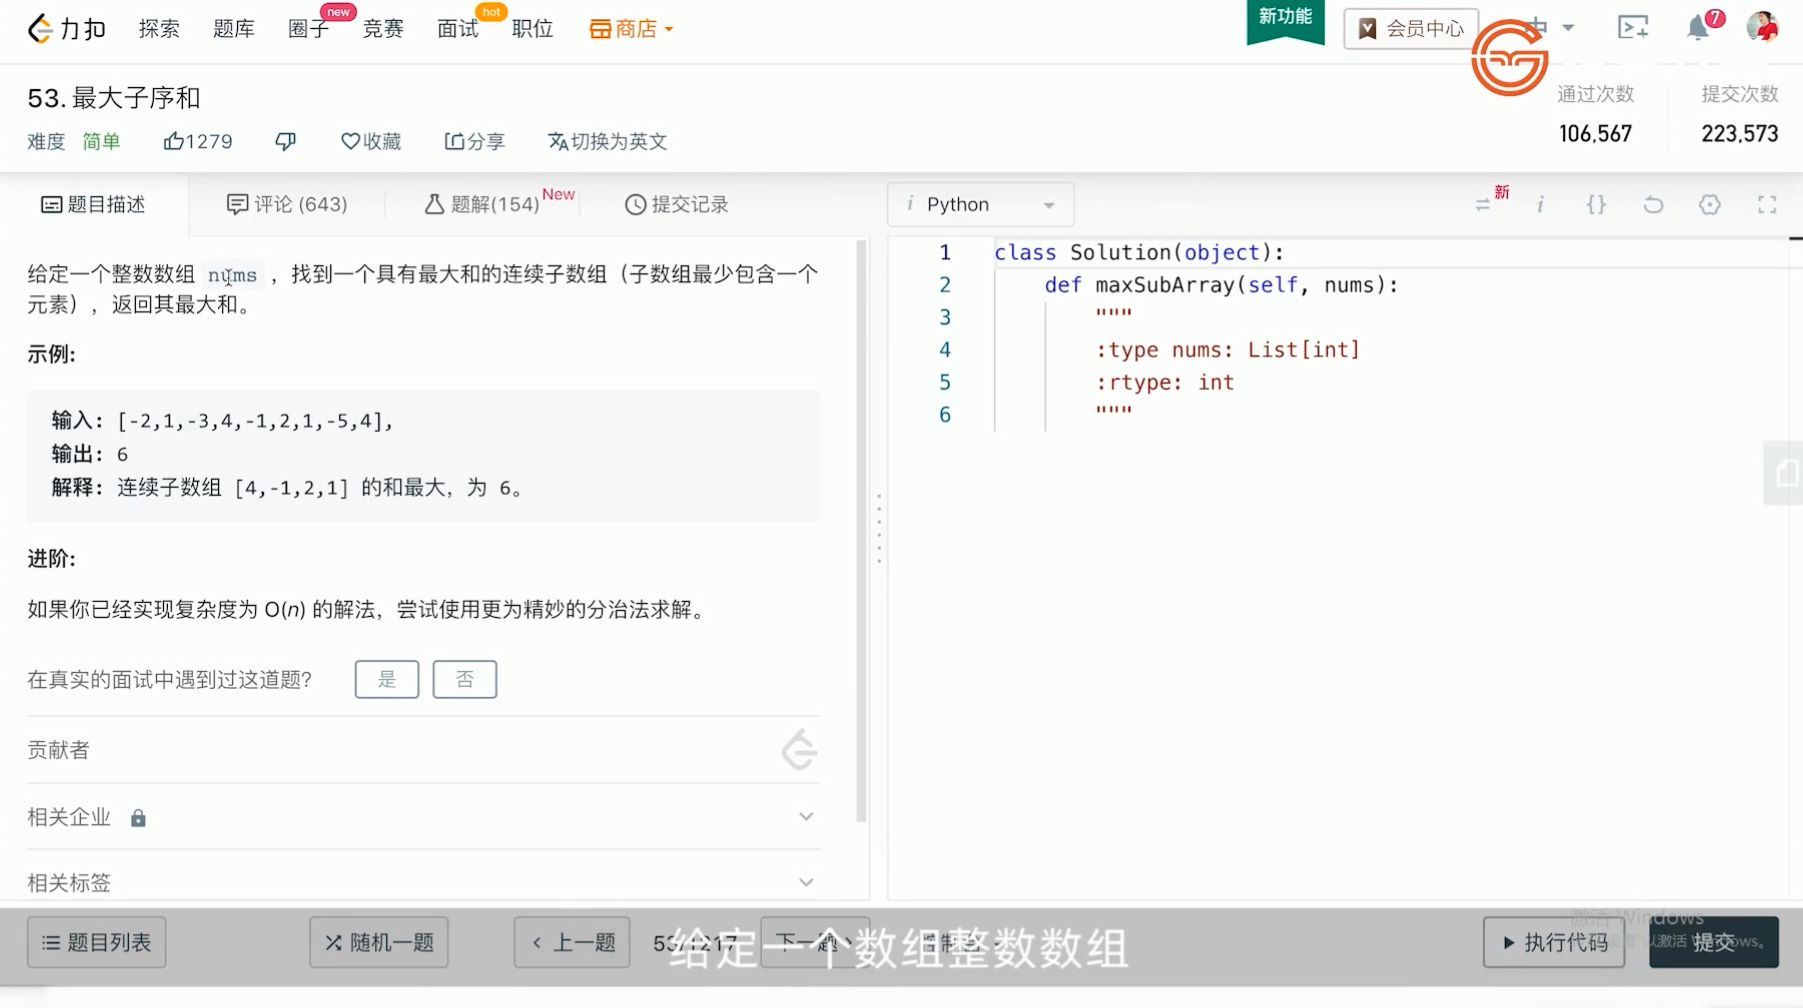 力扣 探索 题库 圈子 new 竞赛 面试 hot 职位 商店 新功能 会员中心 中 7
53. 最大子序和
通过次数 提交次数
106,567 223,573
难度 简单 1279 收藏 分享 切换为英文
题目描述 评论 (643) 题解(154) New 提交记录
i Python 新 i {}
给定一个整数数组 nums ，找到一个具有最大和的连续子数组（子数组最少包含一个
元素），返回其最大和。
示例:
输入: [-2,1,-3,4,-1,2,1,-5,4],
输出: 6
解释: 连续子数组 [4,-1,2,1] 的和最大，为 6。
进阶:
如果你已经实现复杂度为 O(n) 的解法，尝试使用更为精妙的分治法求解。
在真实的面试中遇到过这道题? 是 否
贡献者
相关企业
相关标签
1 class Solution(object):
2 def maxSubArray(self, nums):
3 """
4 :type nums: List[int]
5 :rtype: int
6 """
题目列表 随机一题 上一题 53/1217 下一题 执行代码 提交
给定一个数组整数数组
激活 Windows